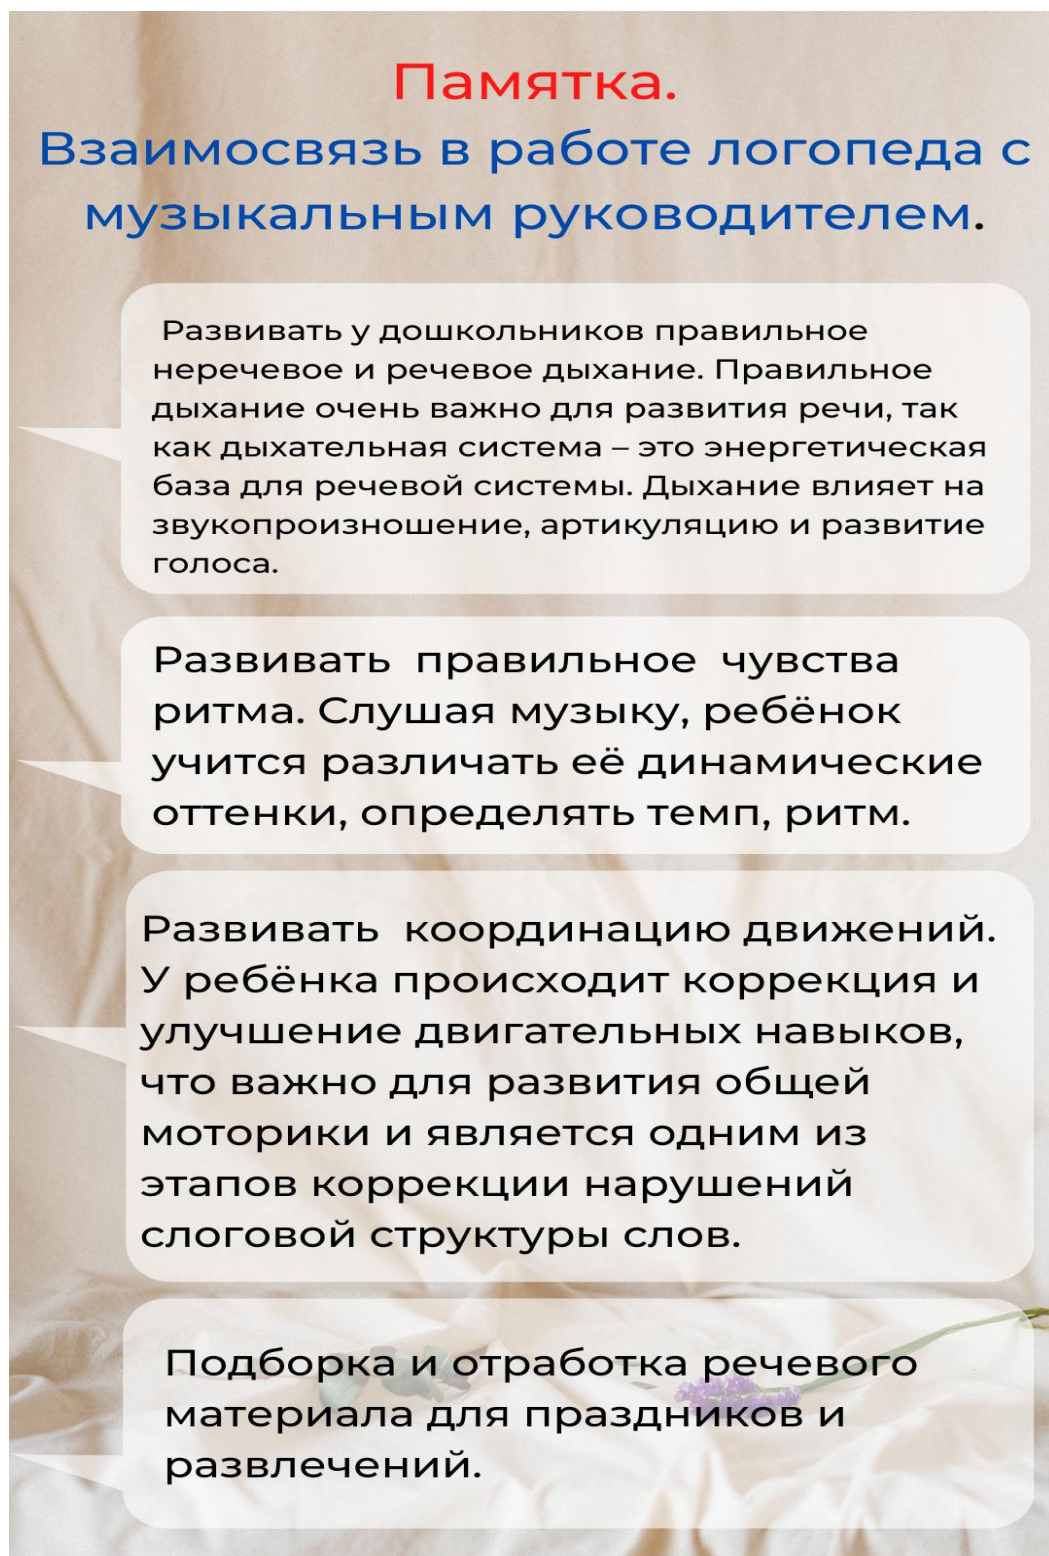 Памятка.
Взаимосвязь в работе логопеда с
музыкальным руководителем.
Развивать у дошкольников правильное
неречевое и речевое дыхание. Правильное
дыхание очень важно для развития речи, так
как дыхательная система – это энергетическая
база для речевой системы. Дыхание влияет на
звукопроизношение, артикуляцию и развитие
голоса.
Развивать правильное чувства
ритма. Слушая музыку, ребёнок
учится различать её динамические
оттенки, определять темп, ритм.
Развивать координацию движений.
У ребёнка происходит коррекция и
улучшение двигательных навыков,
что важно для развития общей
моторики и является одним из
этапов коррекции нарушений
слоговой структуры слов.
Подборка и отработка речевого
материала для праздников и
развлечений.